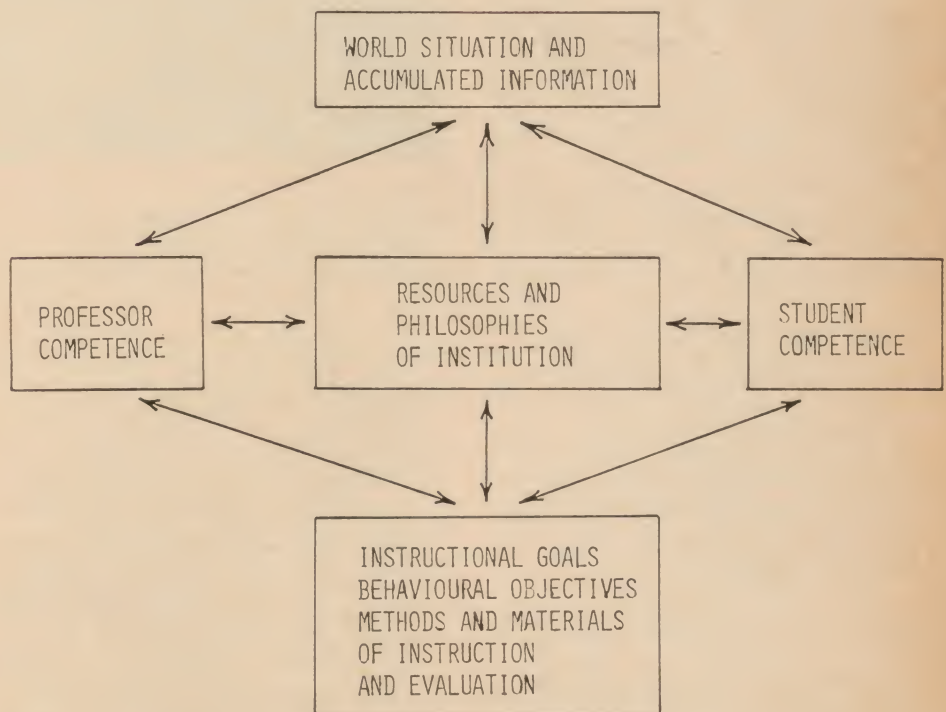 WORLD SITUATION AND
ACCUMULATED INFORMATION
PROFESSOR
COMPETENCE
RESOURCES AND
PHILOSOPHIES
OF INSTITUTION
STUDENT
COMPETENCE
INSTRUCTIONAL GOALS
BEHAVIOURAL OBJECTIVES
METHODS AND MATERIALS
OF INSTRUCTION
AND EVALUATION